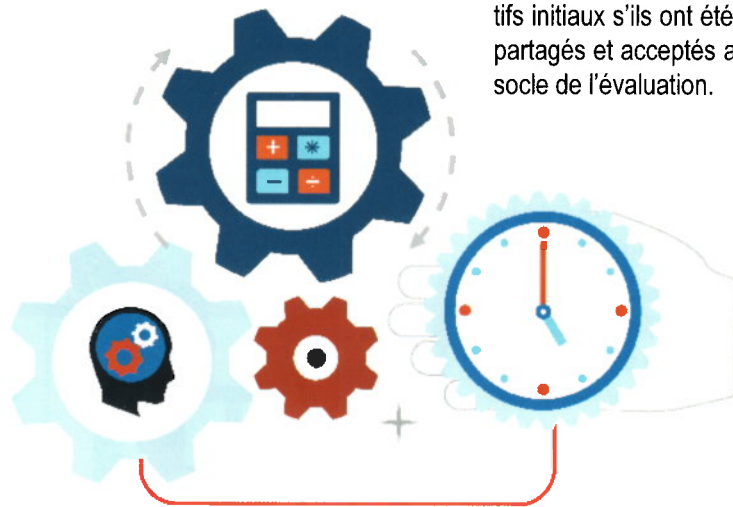 tifs initiaux s'ils ont été
partagés et acceptés a
socle de l'évaluation.